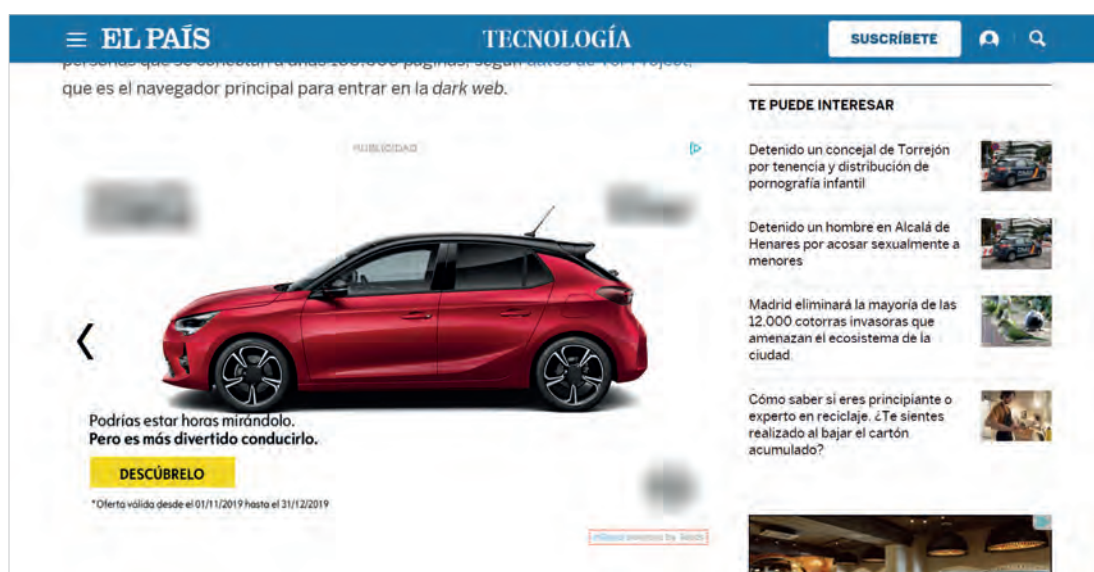 EL PAÍS
TECNOLOGÍA
SUSCRÍBETE
que es el navegador principal para entrar en la dark web.
PUBLICIDAD
Podrías estar horas mirándolo.
Pero es más divertido conducirlo.
DESCÚBRELO
*Oferta válida desde el 01/11/2019 hasta el 31/12/2019
TE PUEDE INTERESAR
Detenido un concejal de Torrejón
por tenencia y distribución de
pornografía infantil
Detenido un hombre en Alcalá de
Henares por acosar sexualmente a
menores
Madrid eliminará la mayoría de las
12.000 cotorras invasoras que
amenazan el ecosistema de la
ciudad
Cómo saber si eres principiante o
experto en reciclaje. ¿Te sientes
realizado al bajar el cartón
acumulado?